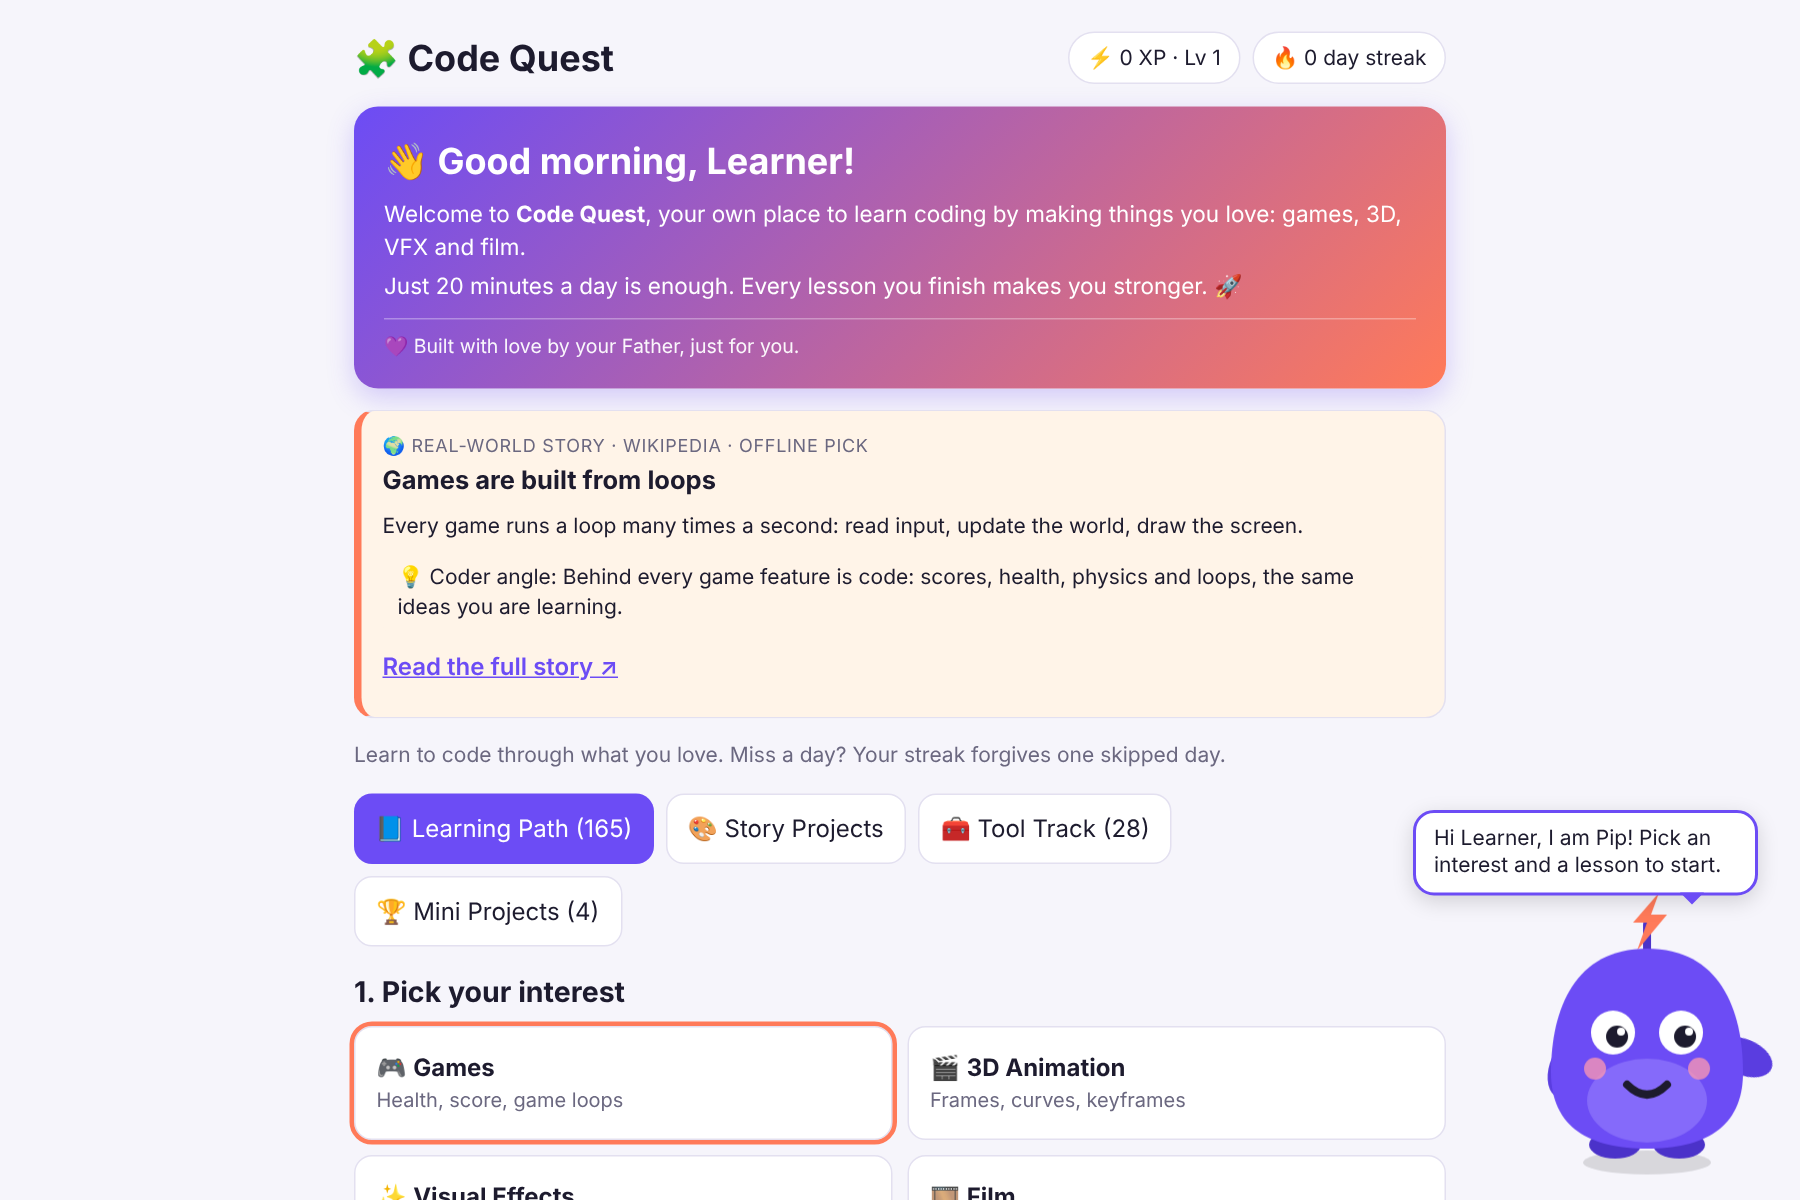 🧩 Code Quest
⚡ 0 XP · Lv 1
🔥 0 day streak
👋 Good morning, Learner!
Welcome to Code Quest, your own place to learn coding by making things you love: games, 3D,
VFX and film.
Just 20 minutes a day is enough. Every lesson you finish makes you stronger. 🚀
💜 Built with love by your Father, just for you.
🌍 REAL-WORLD STORY · WIKIPEDIA · OFFLINE PICK
Games are built from loops
Every game runs a loop many times a second: read input, update the world, draw the screen.
💡 Coder angle: Behind every game feature is code: scores, health, physics and loops, the same
ideas you are learning.
Read the full story ↗
Learn to code through what you love. Miss a day? Your streak forgives one skipped day.
📘 Learning Path (165)
🎨 Story Projects
🧰 Tool Track (28)
🏆 Mini Projects (4)
Hi Learner, I am Pip! Pick an
interest and a lesson to start.
1. Pick your interest
🎮 Games
Health, score, game loops
🎬 3D Animation
Frames, curves, keyframes
✨ Visual Effects
🎞️ Film